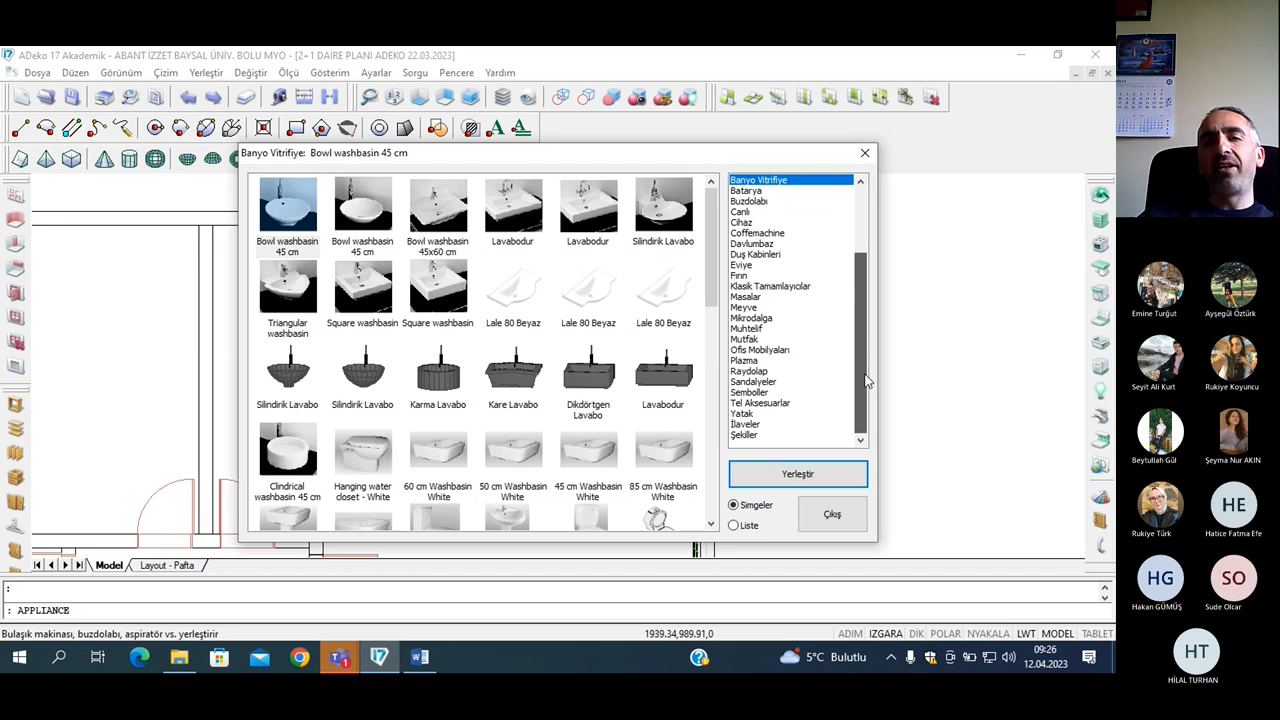 ADeko 17 Akademik - ABANT İZZET BAYSAL ÜNİV. BOLU MYO - [2+1 DAİRE PLANI ADEKO 22.03.2023]
Dosya Düzen Görünüm Çizim Yerleştir Değiştir Ölçü Gösterim Ayarlar Sorgu Pencere Yardım
Banyo Vitrifiye: Bowl washbasin 45 cm
Bowl washbasin 45 cm
Bowl washbasin 45 cm
Bowl washbasin 45x60 cm
Lavabodur
Lavabodur
Silindirik Lavabo
Triangular washbasin
Square washbasin
Square washbasin
Lale 80 Beyaz
Lale 80 Beyaz
Lale 80 Beyaz
Silindirik Lavabo
Silindirik Lavabo
Karma Lavabo
Kare Lavabo
Dikdörtgen Lavabo
Lavabodur
Clindrical washbasin 45 cm
Hanging water closet - White
60 cm Washbasin White
50 cm Washbasin White
45 cm Washbasin White
85 cm Washbasin White
Banyo Vitrifiye
Batarya
Buzdolabı
Canlı
Cihaz
Coffemachine
Davlumbaz
Duş Kabinleri
Eviye
Fırın
Klasik Tamamlayıcılar
Masalar
Meyve
Mikrodalga
Muhtelif
Mutfak
Ofis Mobilyaları
Plazma
Raydolap
Sandalyeler
Semboller
Tel Aksesuarlar
Yatak
İlaveler
Şekiller
Yerleştir
Simgeler
Liste
Çıkış
Model Layout - Pafta
:
: APPLIANCE
Bulaşık makinası, buzdolabı, aspiratör vs. yerleştirir
1939.34,989.91,0
ADIM IZGARA DİK POLAR NYAKALA LWT MODEL TABLET
5°C Bulutlu
09:26
12.04.2023
Emine Turğut
Ayşegül Öztürk
Seyit Ali Kurt
Rukiye Koyuncu
Beytullah Gül
Şeyma Nur AKIN
Rukiye Türk
HE
Hatice Fatma Efe
HG
Hakan GÜMÜŞ
SO
Sude Olcar
HT
HİLAL TURHAN